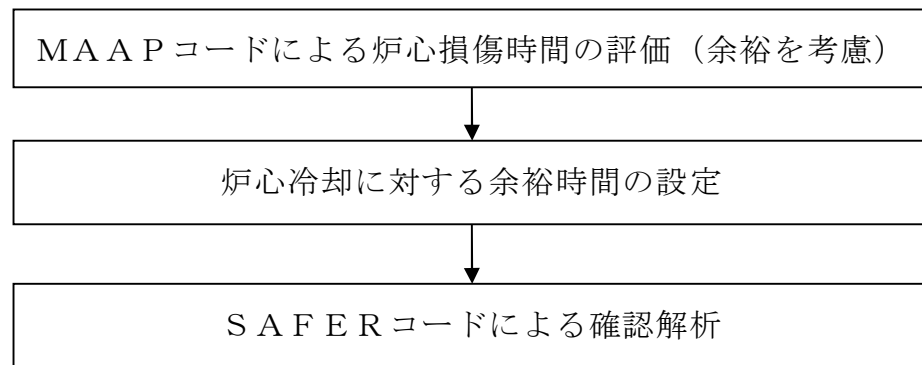 ＭＡＡＰコードによる炉心損傷時間の評価（余裕を考慮）
炉心冷却に対する余裕時間の設定
ＳＡＦＥＲコードによる確認解析